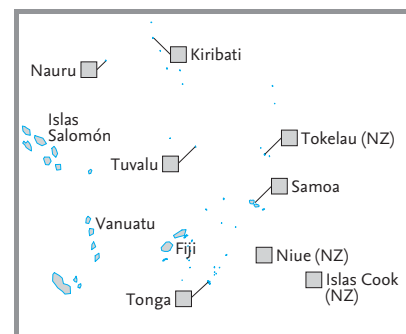 Kiribati
Nauru
Islas
Salomón
Tokelau (NZ)
Tuvalu
Samoa
Vanuatu
Fiji
Niue (NZ)
Islas Cook
(NZ)
Tonga